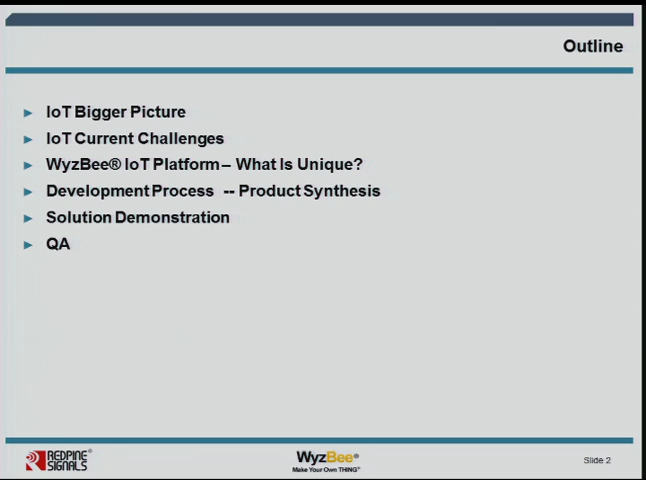 Outline
IoT Bigger Picture
IoT Current Challenges
WyzBee® IoT Platform – What Is Unique?
Development Process -- Product Synthesis
Solution Demonstration
QA
REDPINE®
SIGNALS
WyzBee®
Make Your Own THING™
Slide 2